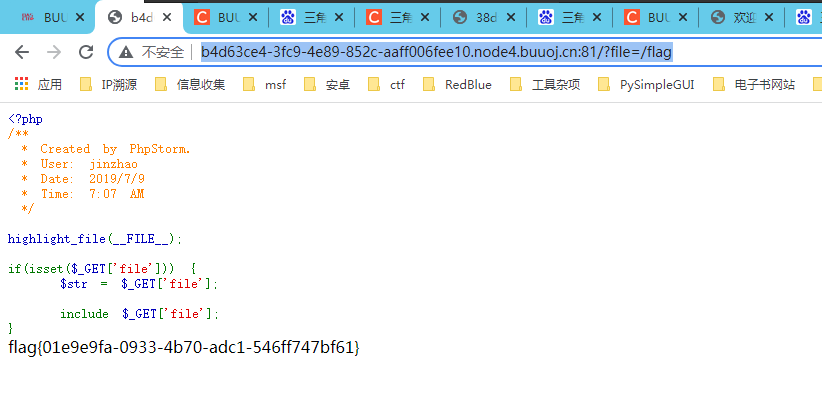 BUU
b4d
BUU
三角
三角
38d
BUU
欢迎
三
不安全
b4d63ce4-3fc9-4e89-852c-aaff006fee10.node4.buuoj.cn:81/?file=/flag
应用 IP溯源 信息收集 msf 安卓 ctf RedBlue 工具杂项 PySimpleGUI 电子书网站
<?php
/**
* Created by PhpStorm.
* User: jinzhao
* Date: 2019/7/9
* Time: 7:07 AM
*/
highlight_file(__FILE__);
if(isset($_GET['file'])) {
$str = $_GET['file'];
include $_GET['file'];
}
flag{01e9e9fa-0933-4b70-adc1-546ff747bf61}